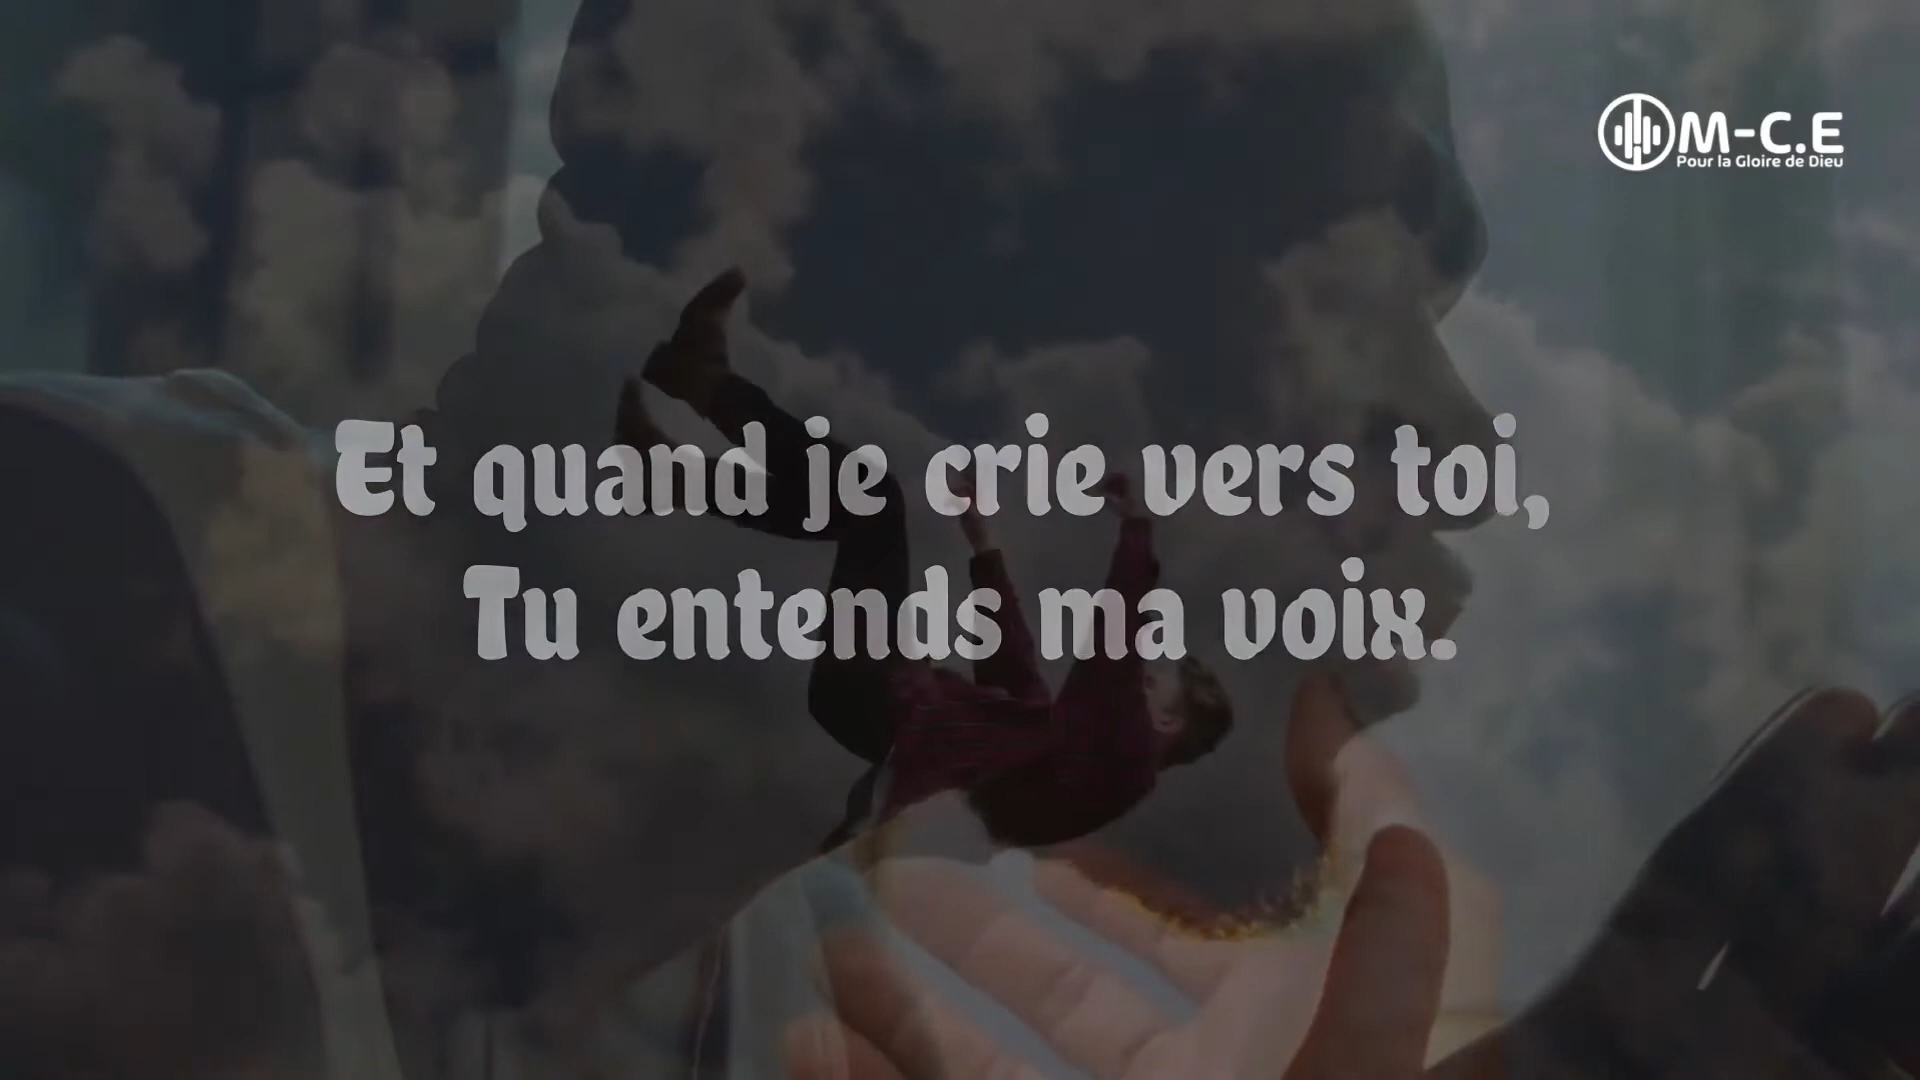 M-C.E
Pour la Gloire de Dieu
Et quand je crie vers toi,
Tu entends ma voix.